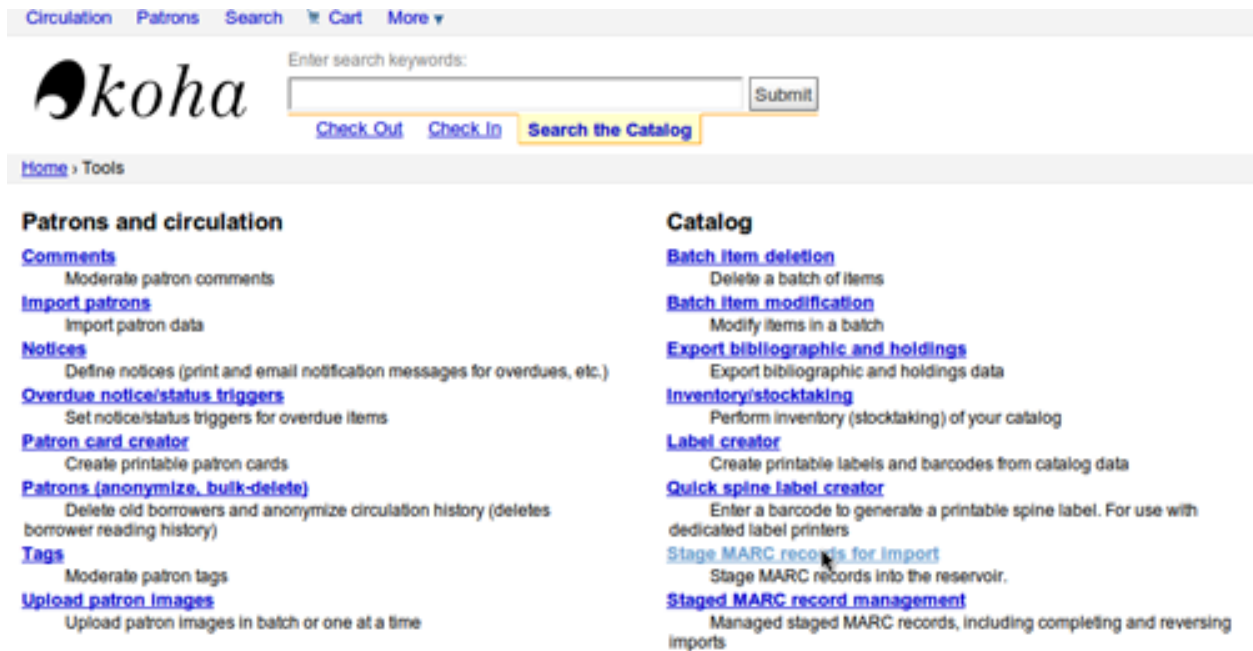 Circulation Patrons Search Cart More ▾
koha
Enter search keywords:
Submit
Check Out Check In Search the Catalog
Home › Tools
Patrons and circulation
Comments
Moderate patron comments
Import patrons
Import patron data
Notices
Define notices (print and email notification messages for overdues, etc.)
Overdue notice/status triggers
Set notice/status triggers for overdue items
Patron card creator
Create printable patron cards
Patrons (anonymize, bulk-delete)
Delete old borrowers and anonymize circulation history (deletes
borrower reading history)
Tags
Moderate patron tags
Upload patron images
Upload patron images in batch or one at a time
Catalog
Batch item deletion
Delete a batch of items
Batch item modification
Modify items in a batch
Export bibliographic and holdings
Export bibliographic and holdings data
Inventory/stocktaking
Perform inventory (stocktaking) of your catalog
Label creator
Create printable labels and barcodes from catalog data
Quick spine label creator
Enter a barcode to generate a printable spine label. For use with
dedicated label printers
Stage MARC records for import
Stage MARC records into the reservoir.
Staged MARC record management
Managed staged MARC records, including completing and reversing
imports